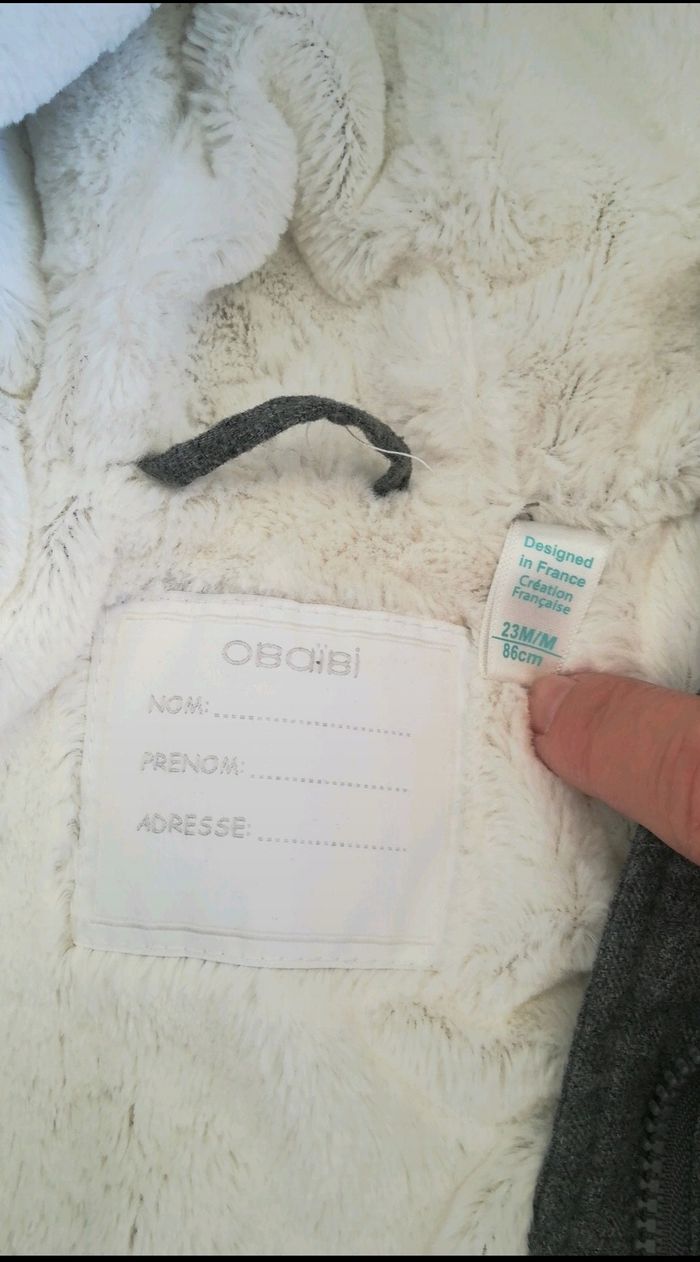 Designed
in France
Création
Française
23M/M
86cm
OBAÏBI
NOM:
PRENOM:
ADRESSE: